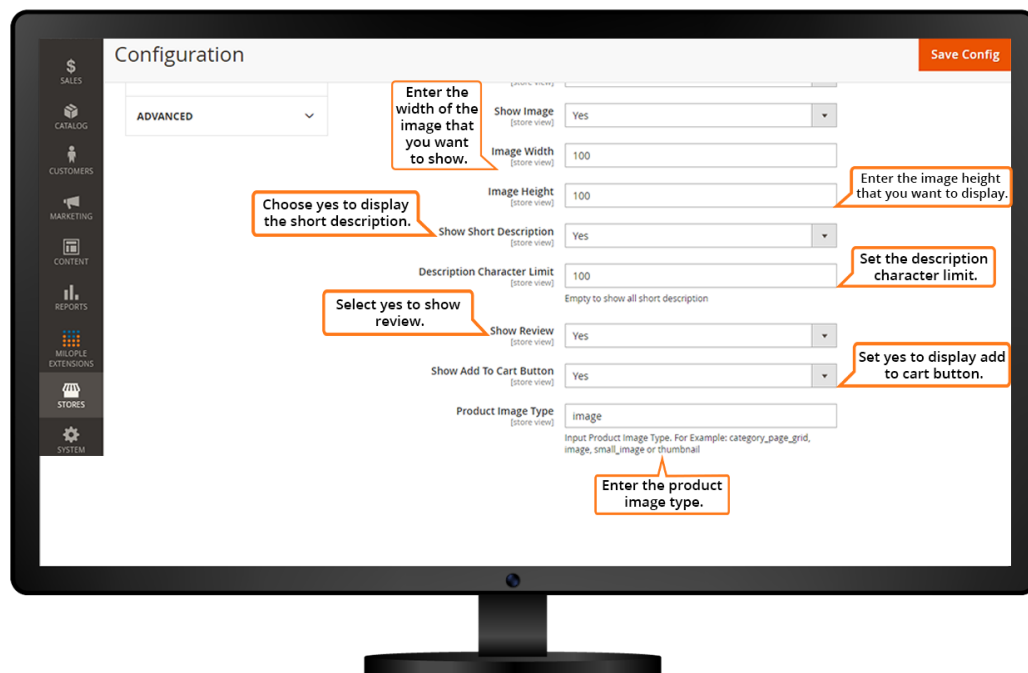 Configuration
Save Config
$
SALES
CATALOG
CUSTOMERS
MARKETING
CONTENT
REPORTS
MILOPLE
EXTENSIONS
STORES
SYSTEM
ADVANCED
Enter the
width of the
image that
you want
to show.
Show Image
[store view]
Yes
Image Width
[store view]
100
Image Height
[store view]
100
Enter the image height
that you want to display.
Choose yes to display
the short description.
Show Short Description
[store view]
Yes
Description Character Limit
[store view]
100
Empty to show all short description
Set the description
character limit.
Select yes to show
review.
Show Review
[store view]
Yes
Show Add To Cart Button
[store view]
Yes
Set yes to display add
to cart button.
Product Image Type
[store view]
image
Input Product Image Type. For Example: category_page_grid,
image, small_image or thumbnail
Enter the product
image type.